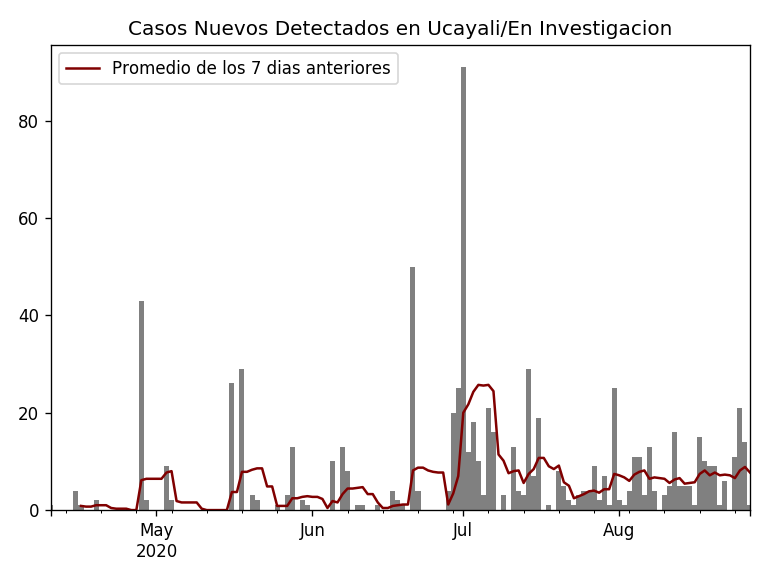 Casos Nuevos Detectados en Ucayali/En Investigacion
Promedio de los 7 dias anteriores
80
60
40
20
0
May Jun Jul Aug
2020